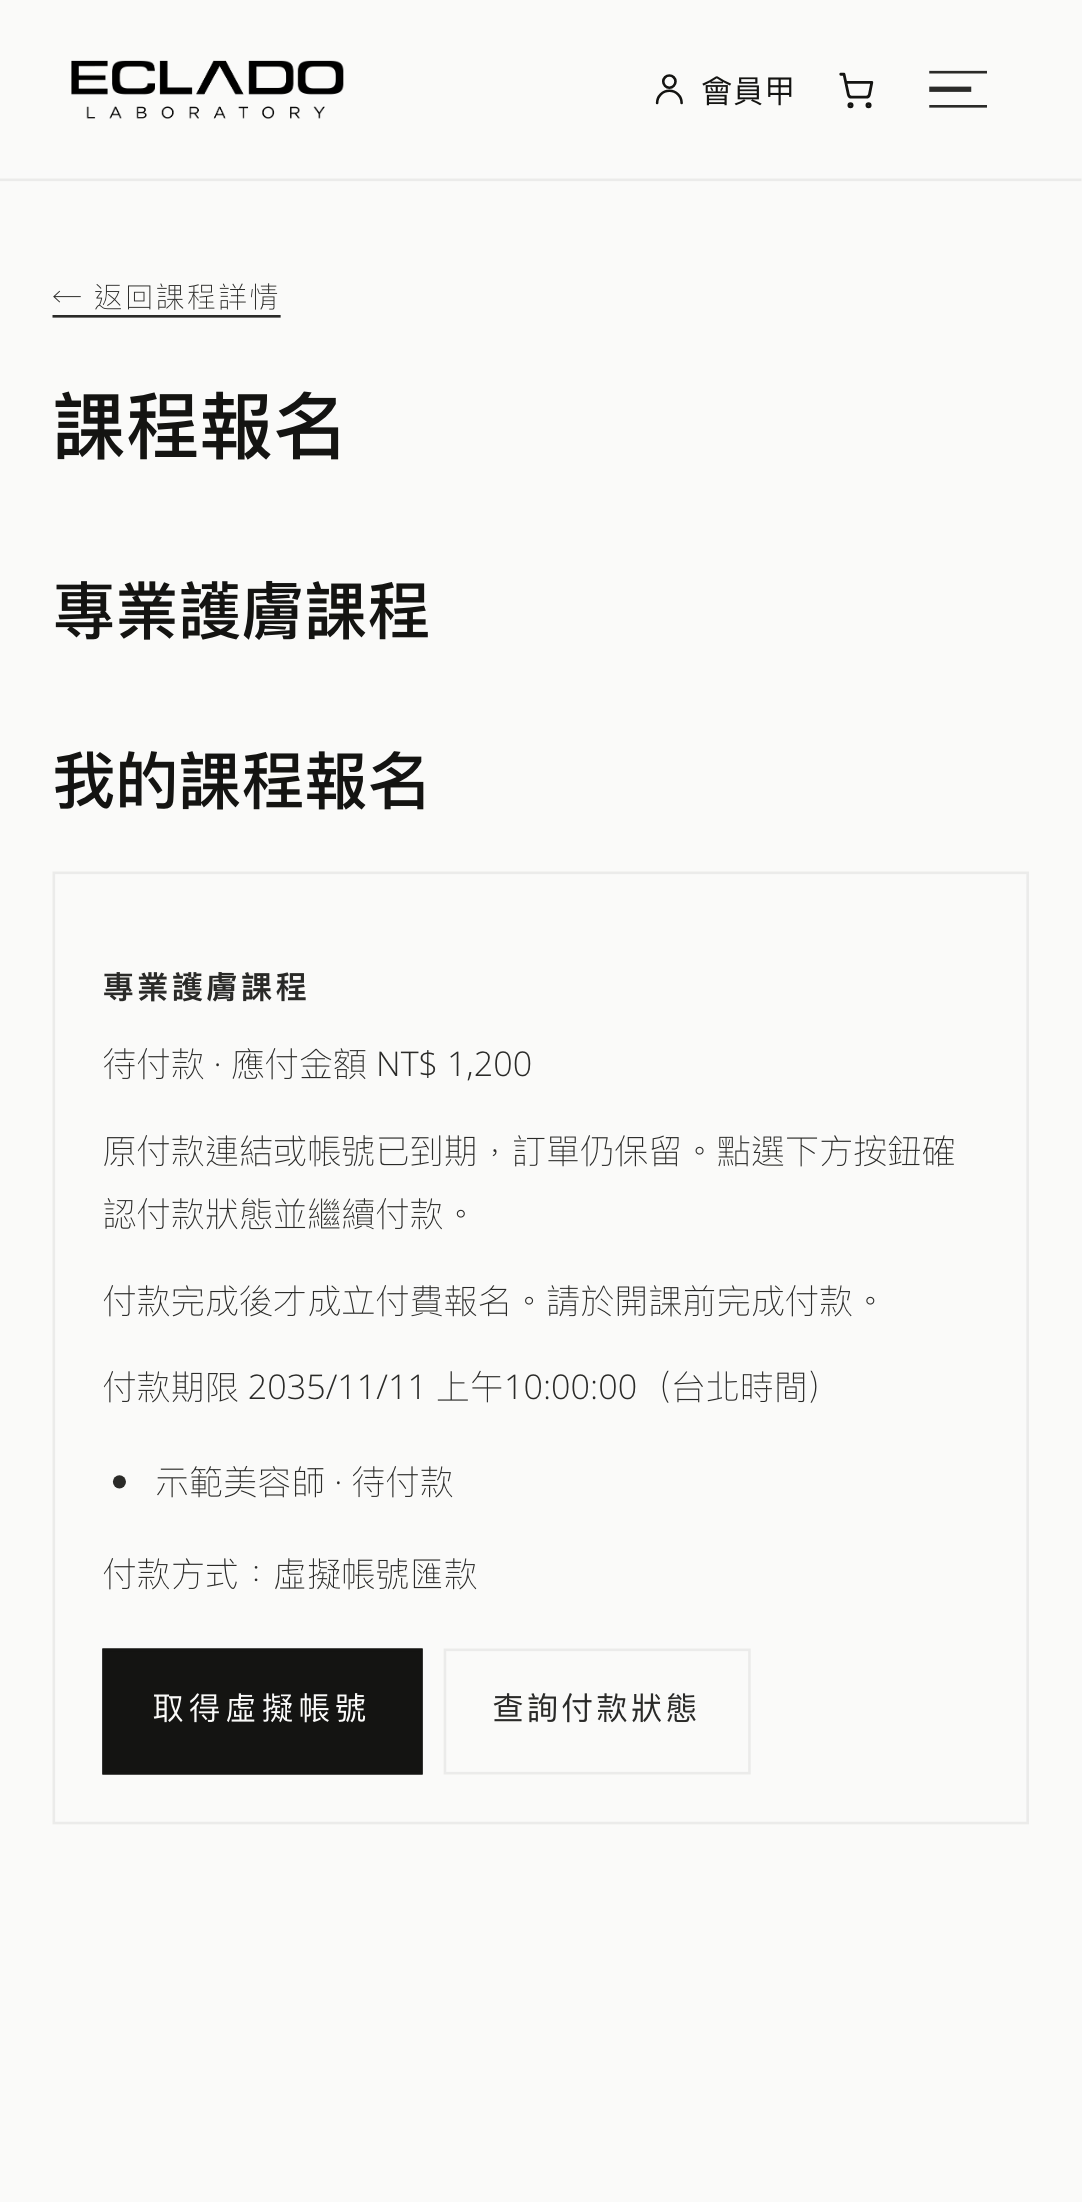 ECLADO
LABORATORY
會員甲
← 返回課程詳情
課程報名
專業護膚課程
我的課程報名
專業護膚課程
待付款 · 應付金額 NT$ 1,200
原付款連結或帳號已到期，訂單仍保留。點選下方按鈕確
認付款狀態並繼續付款。
付款完成後才成立付費報名。請於開課前完成付款。
付款期限 2035/11/11 上午10:00:00（台北時間）
• 示範美容師 · 待付款
付款方式：虛擬帳號匯款
取得虛擬帳號
查詢付款狀態